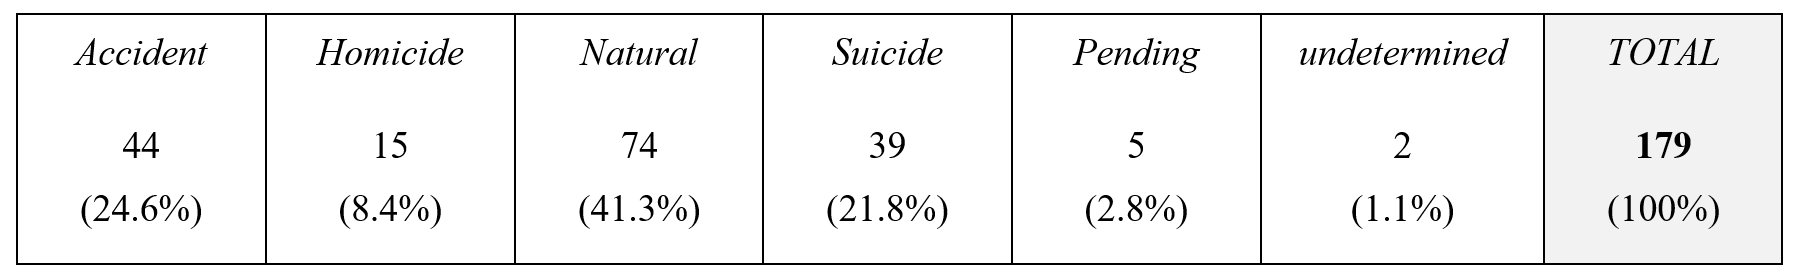 Accident Homicide Natural Suicide Pending undetermined TOTAL
44 15 74 39 5 2 179
(24.6%) (8.4%) (41.3%) (21.8%) (2.8%) (1.1%) (100%)